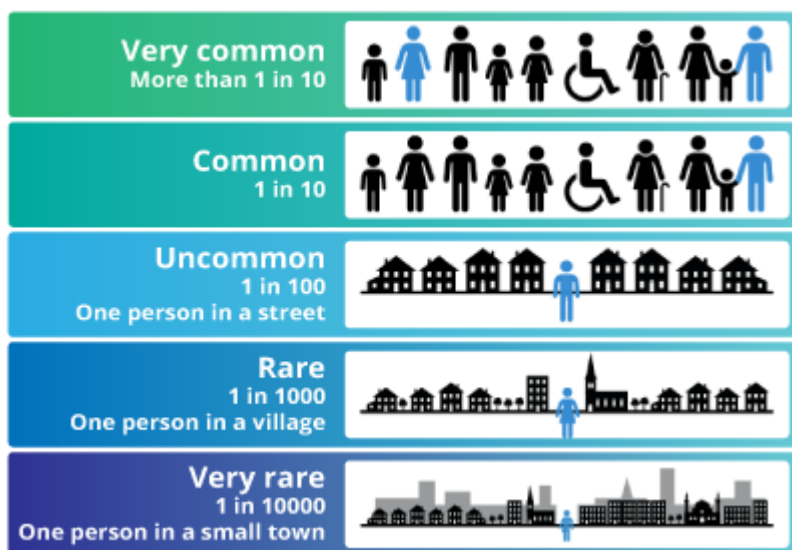 Very common
More than 1 in 10
Common
1 in 10
Uncommon
1 in 100
One person in a street
Rare
1 in 1000
One person in a village
Very rare
1 in 10000
One person in a small town